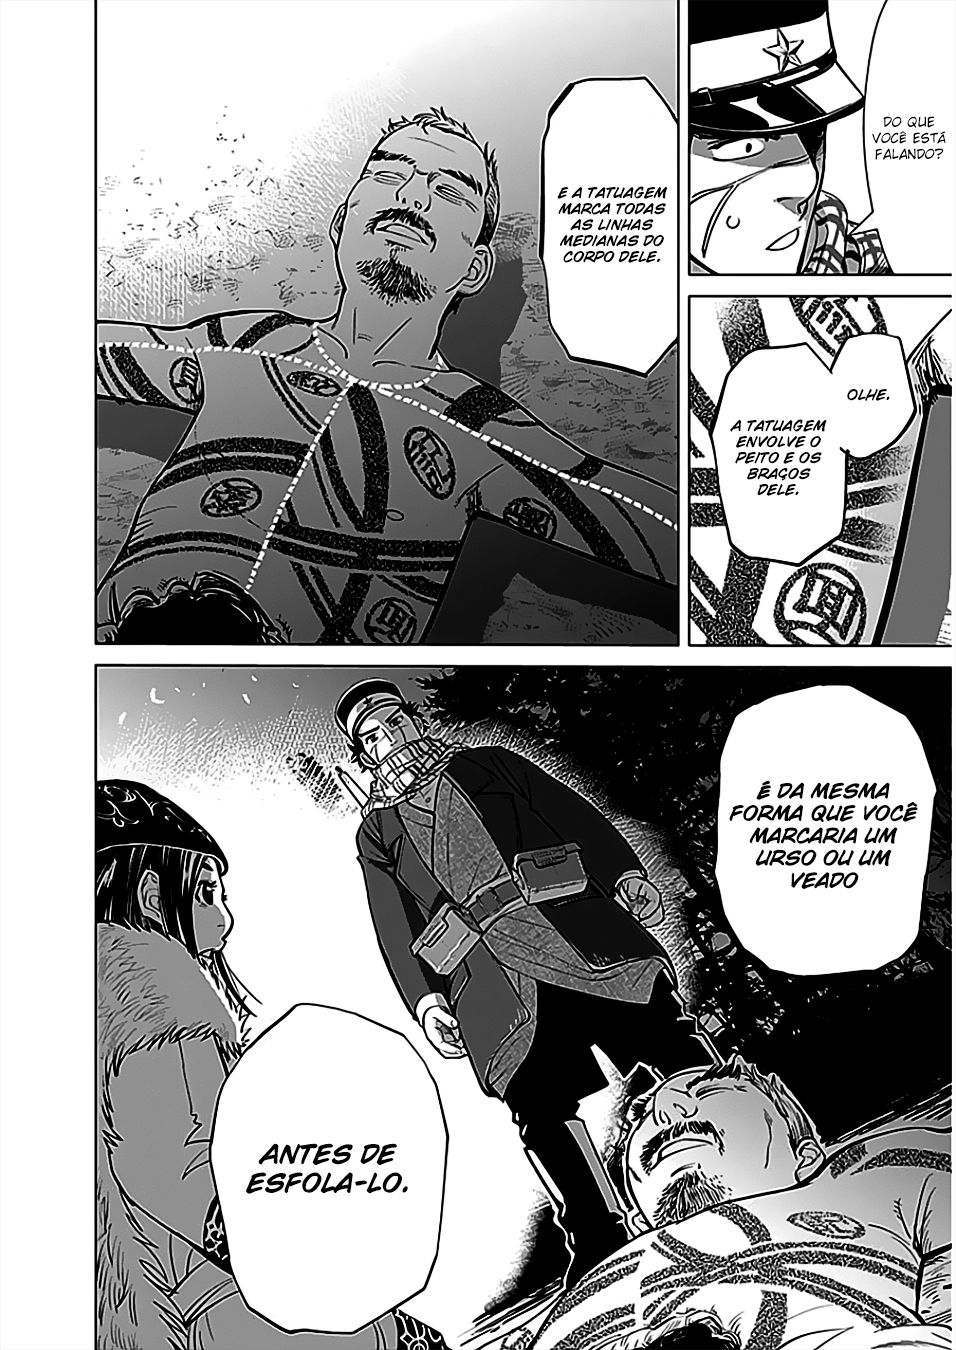 DO QUE
VOCÊ ESTÁ
FALANDO?
OLHE.
A TATUAGEM
ENVOLVE O
PEITO E OS
BRAÇOS
DELE.
E A TATUAGEM
MARCA TODAS
AS LINHAS
MEDIANAS DO
CORPO DELE.
É DA MESMA
FORMA QUE VOCÊ
MARCARIA UM
URSO OU UM
VEADO
ANTES DE
ESFOLA-LO.